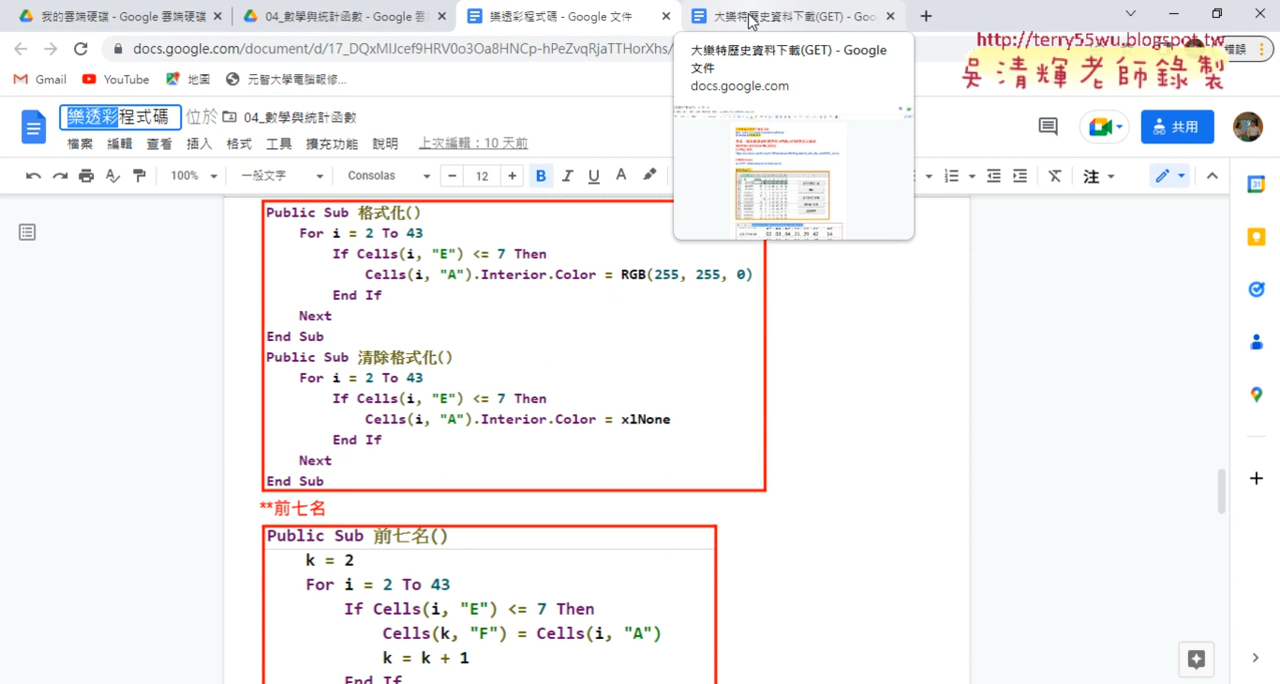 我的雲端硬碟 - Google 雲端硬碟
04_數學與統計函數 - Google 雲端
樂透彩程式碼 - Google 文件
大樂特歷史資料下載(GET) - Goo
docs.google.com/document/d/17_DQxMIJcef9HRV0o3Oa8HNCp-hPeZvqRjaTTHorXhs/
http://terry55wu.blogspot.tw
吳清輝老師錄製
Gmail
YouTube
地圖
元智大學電腦報修...
大樂特歷史資料下載(GET) - Google
文件
docs.google.com
樂透彩程式碼
位於
04_數學與統計函數
檔案 編輯 查看 插入 格式 工具 擴充功能 說明 上次編輯：10 天前
共用
100% 一般文字 Consolas 12 B I U A 注
Public Sub 格式化()
For i = 2 To 43
If Cells(i, "E") <= 7 Then
Cells(i, "A").Interior.Color = RGB(255, 255, 0)
End If
Next
End Sub
Public Sub 清除格式化()
For i = 2 To 43
If Cells(i, "E") <= 7 Then
Cells(i, "A").Interior.Color = xlNone
End If
Next
End Sub
**前七名
Public Sub 前七名()
k = 2
For i = 2 To 43
If Cells(i, "E") <= 7 Then
Cells(k, "F") = Cells(i, "A")
k = k + 1
End If